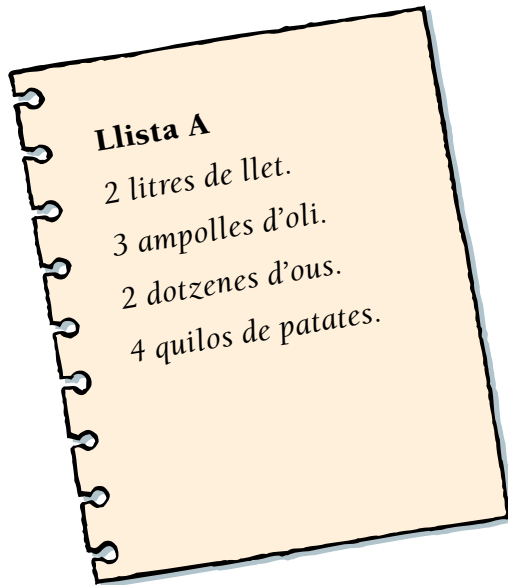 Llista A
2 litres de llet.
3 ampolles d’oli.
2 dotzenes d’ous.
4 quilos de patates.